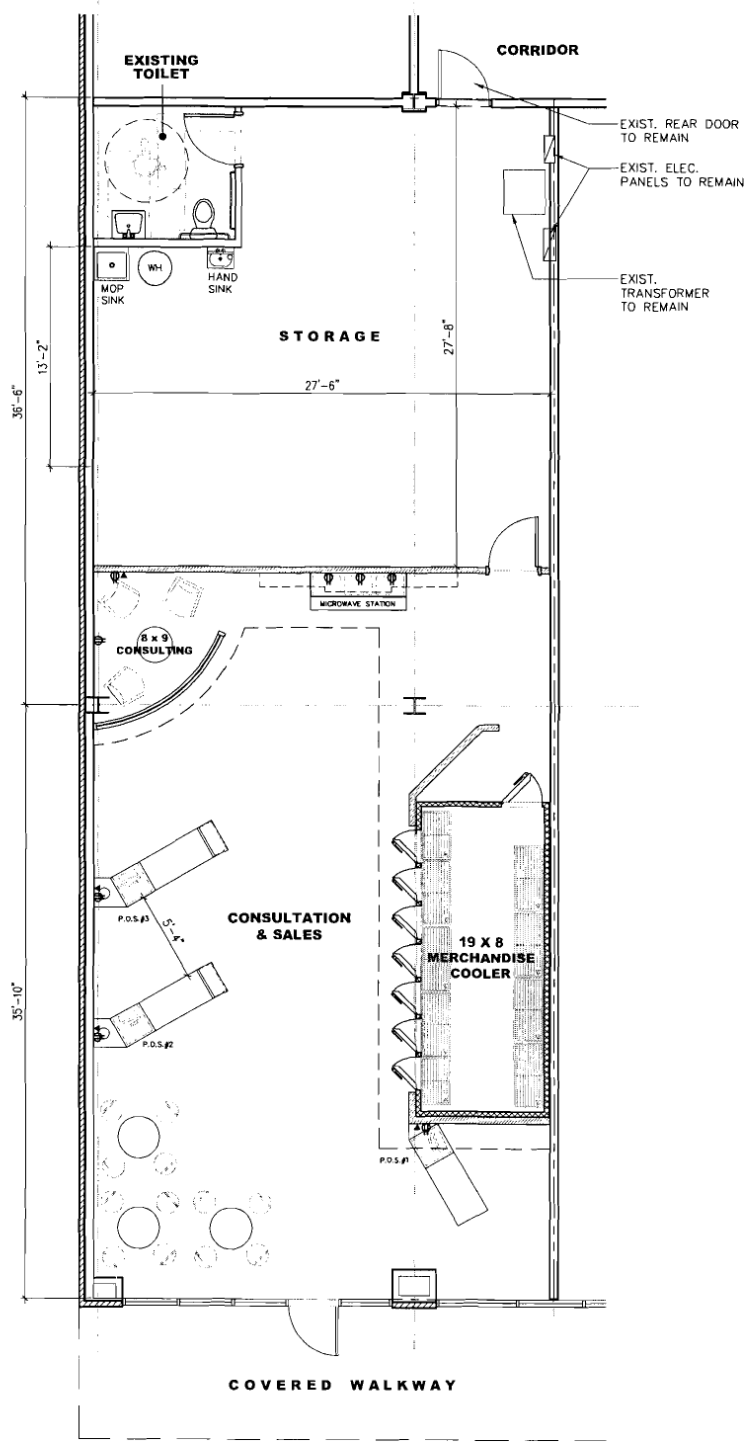 CORRIDOR
EXISTING
TOILET
EXIST. REAR DOOR
TO REMAIN
EXIST. ELEC.
PANELS TO REMAIN
EXIST.
TRANSFORMER
TO REMAIN
MOP
SINK
WH
HAND
SINK
STORAGE
27'-8"
13'-2"
27'-6"
36'-6"
MICROWAVE STATION
8 x 9
CONSULTING
P.O.S.#3
5'-4"
CONSULTATION
& SALES
19 X 8
MERCHANDISE
COOLER
35'-10"
P.O.S.#2
P.O.S.#1
COVERED WALKWAY